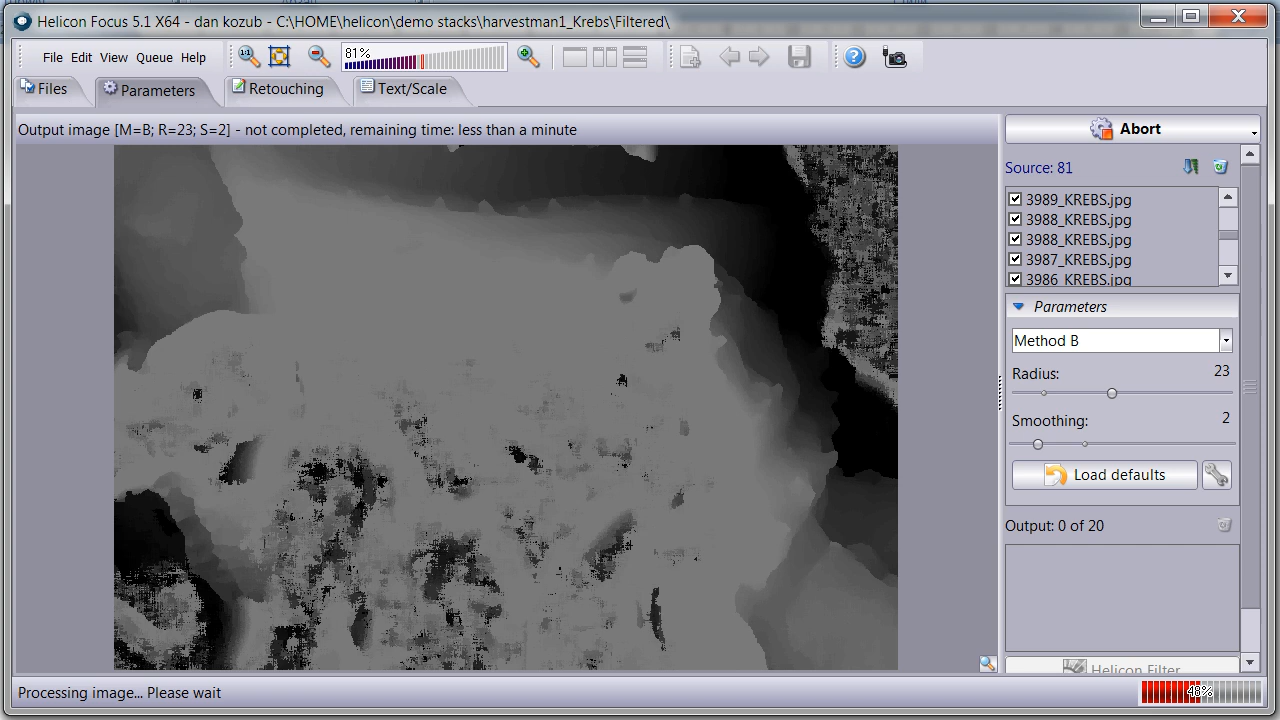 Helicon Focus 5.1 X64 - dan kozub - C:\HOME\helicon\demo stacks\harvestman1_Krebs\Filtered\
File Edit View Queue Help
1:1
81%
Files
Parameters
Retouching
Text/Scale
Output image [M=B; R=23; S=2] - not completed, remaining time: less than a minute
Abort
Source: 81
3989_KREBS.jpg
3988_KREBS.jpg
3988_KREBS.jpg
3987_KREBS.jpg
3986_KREBS.jpg
Parameters
Method B
Radius: 23
Smoothing: 2
Load defaults
Output: 0 of 20
Helicon Filter
Processing image... Please wait
48%